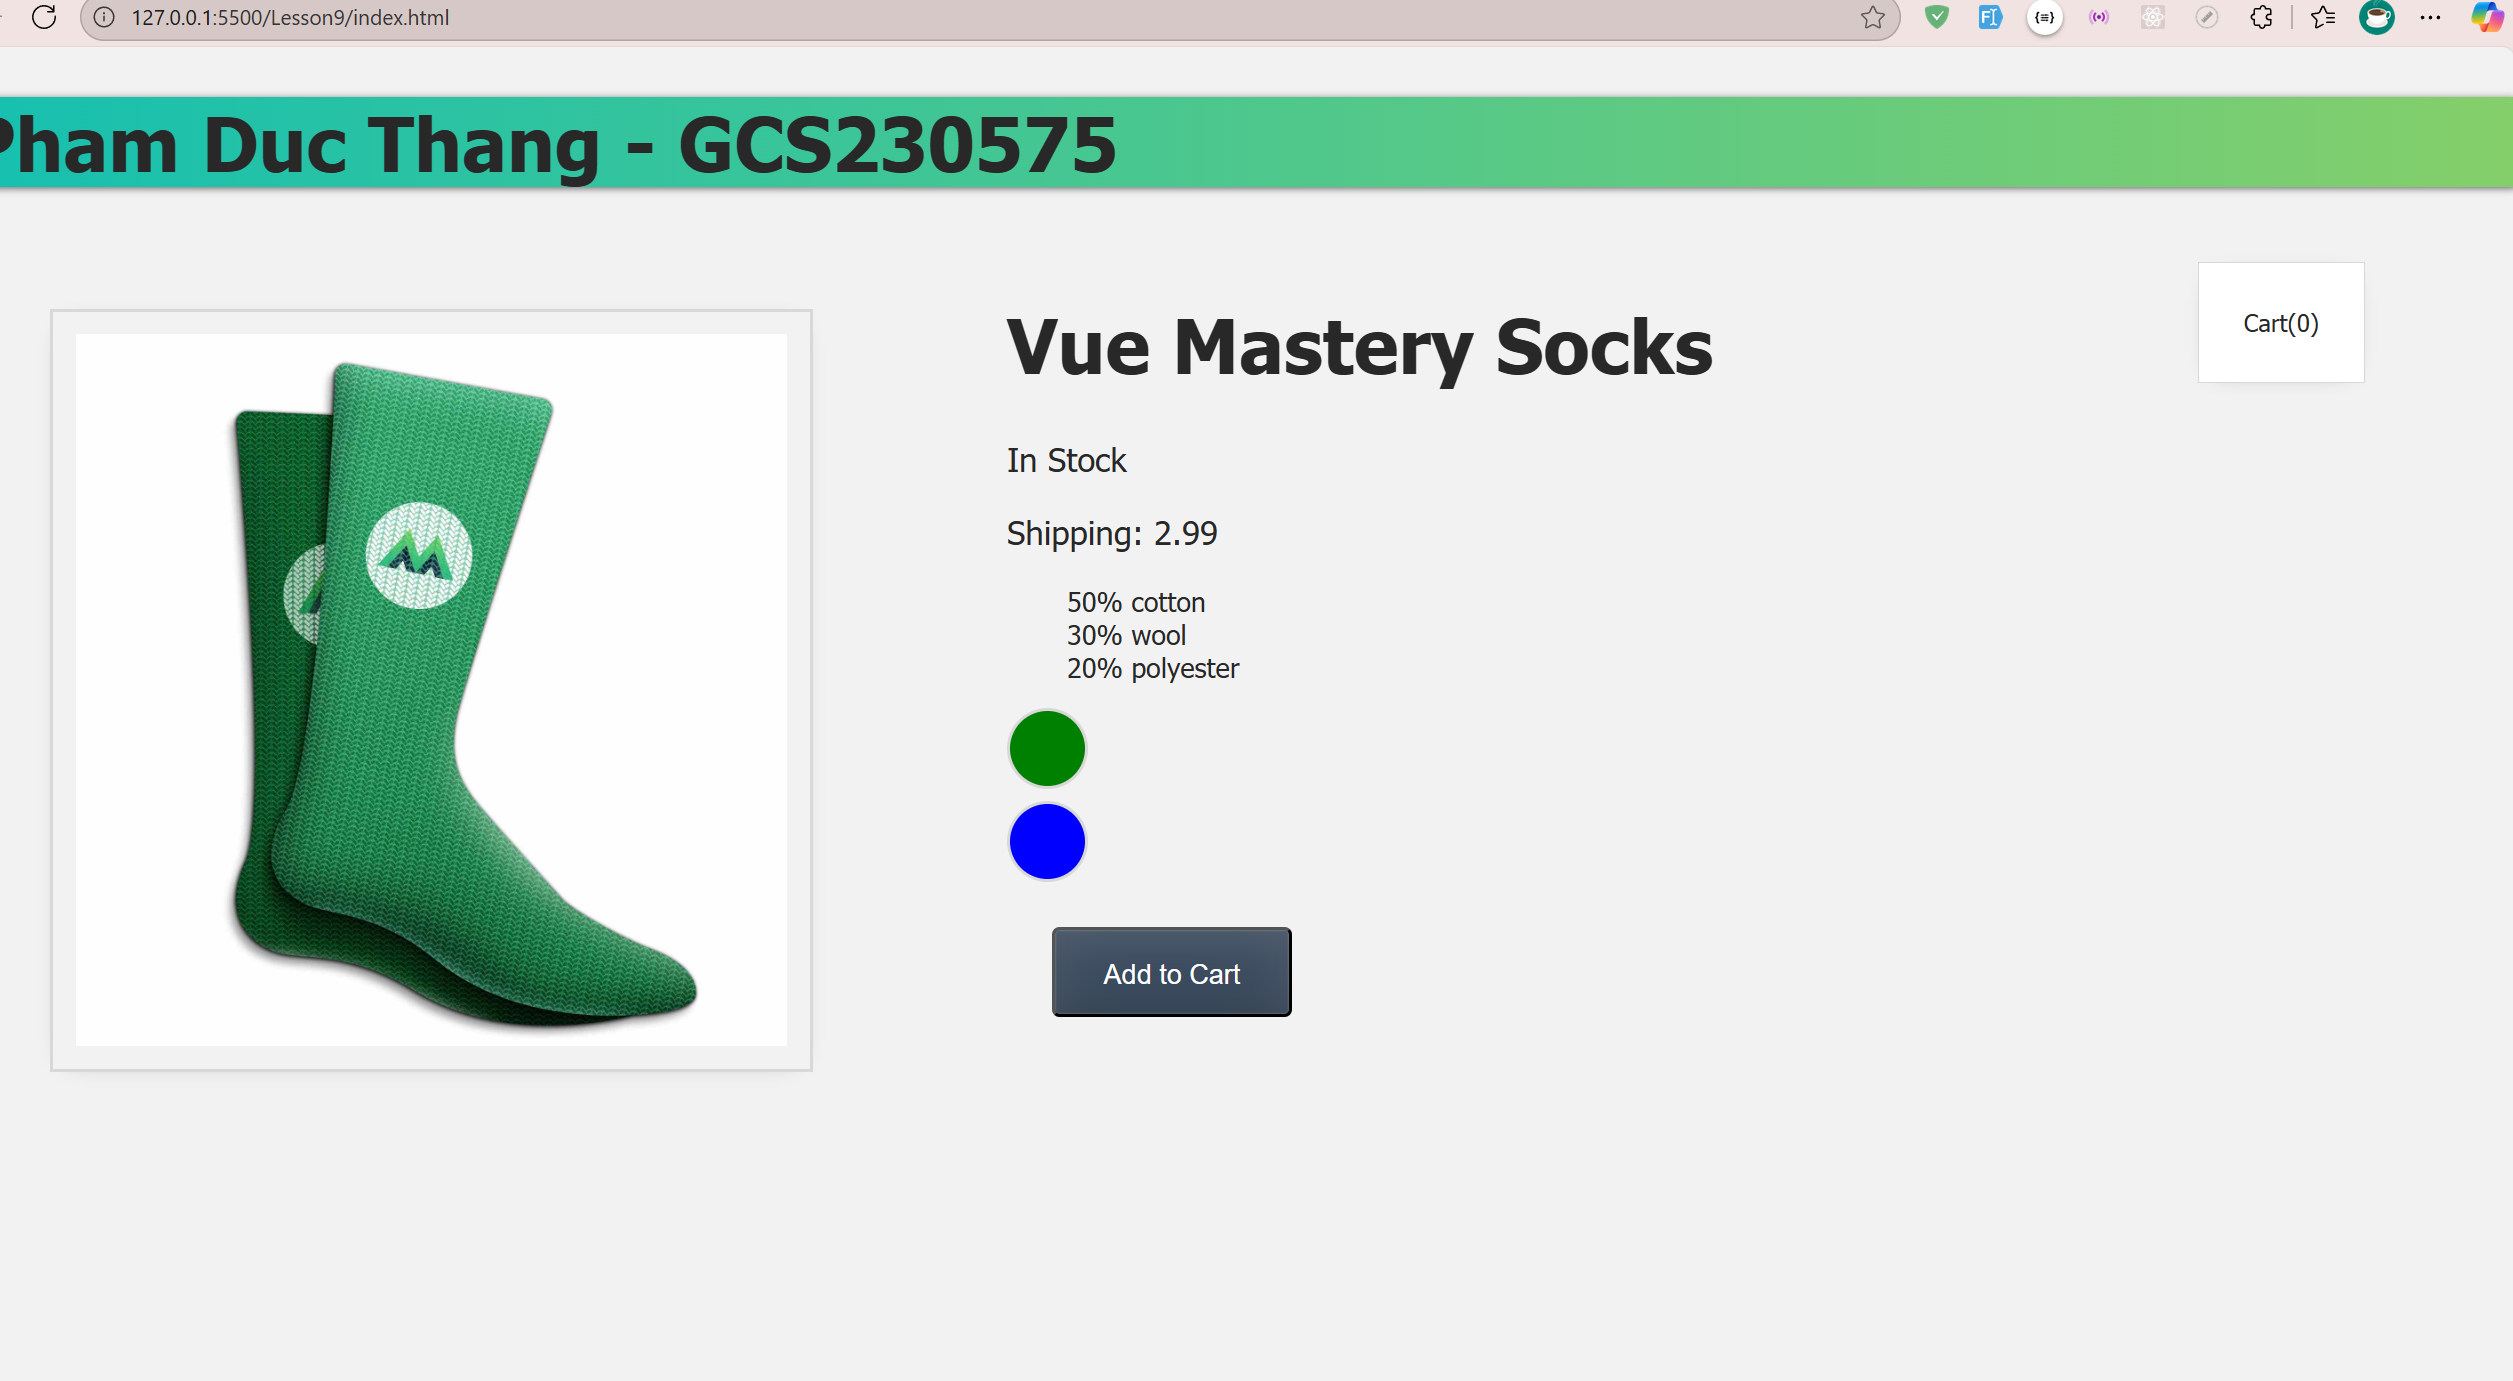 127.0.0.1:5500/Lesson9/index.html
Pham Duc Thang - GCS230575
Cart(0)
Vue Mastery Socks
In Stock
Shipping: 2.99
50% cotton
30% wool
20% polyester
Add to Cart